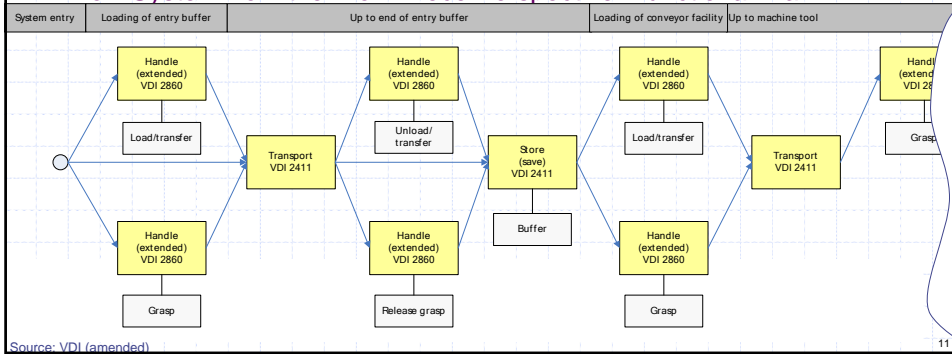 System entry
Loading of entry buffer
Up to end of entry buffer
Loading of conveyor facility
Up to machine tool
Handle
(extended)
VDI 2860
Load/transfer
Handle
(extended)
VDI 2860
Grasp
Transport
VDI 2411
Handle
(extended)
VDI 2860
Unload/
transfer
Handle
(extended)
VDI 2860
Release grasp
Store
(save)
VDI 2411
Buffer
Handle
(extended)
VDI 2860
Load/transfer
Handle
(extended)
VDI 2860
Grasp
Transport
VDI 2411
Source: VDI (amended)
11